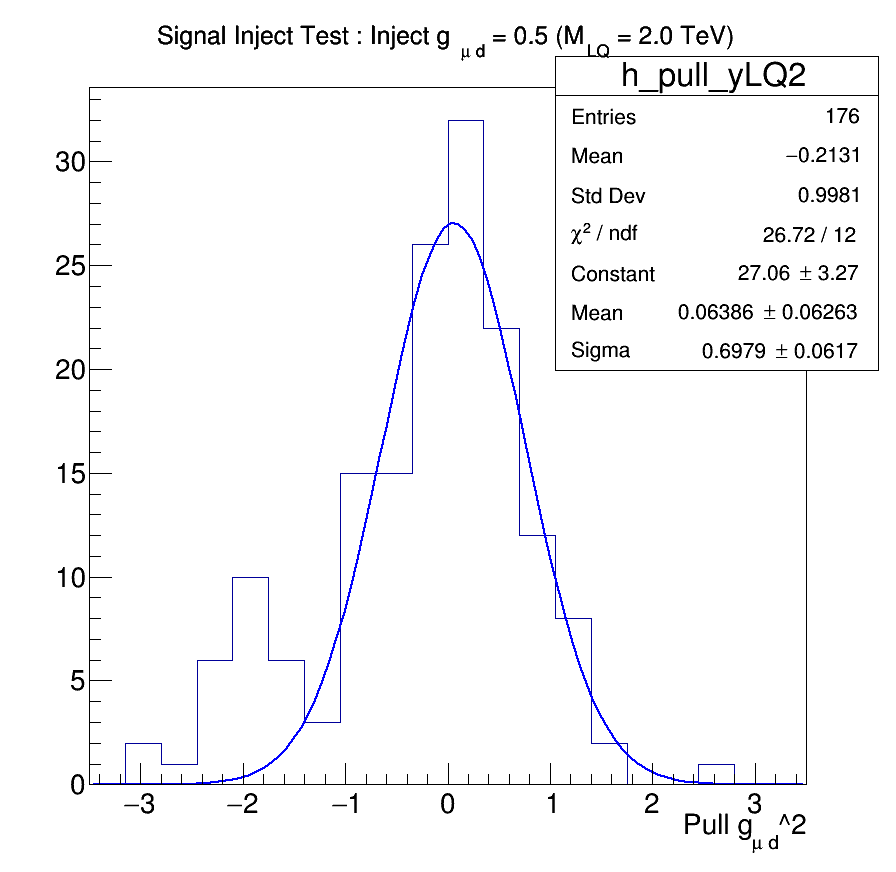 Signal Inject Test : Inject g μ d = 0.5 (M LQ = 2.0 TeV)
h_pull_yLQ2
Entries 176
Mean −0.2131
Std Dev 0.9981
χ² / ndf 26.72 / 12
Constant 27.06 ± 3.27
Mean 0.06386 ± 0.06263
Sigma 0.6979 ± 0.0617
30
25
20
15
10
5
0
−3 −2 −1 0 1 2 3
Pull g μ d ^2